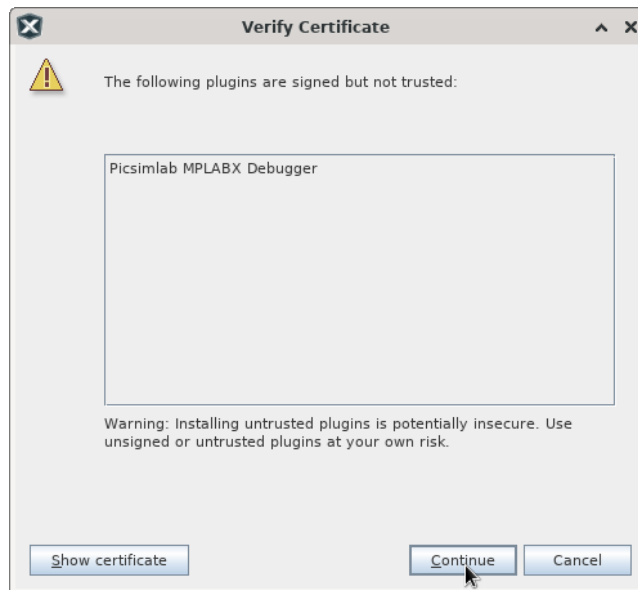 Verify Certificate
The following plugins are signed but not trusted:
Picsimlab MPLABX Debugger
Warning: Installing untrusted plugins is potentially insecure. Use
unsigned or untrusted plugins at your own risk.
Show certificate
Continue
Cancel